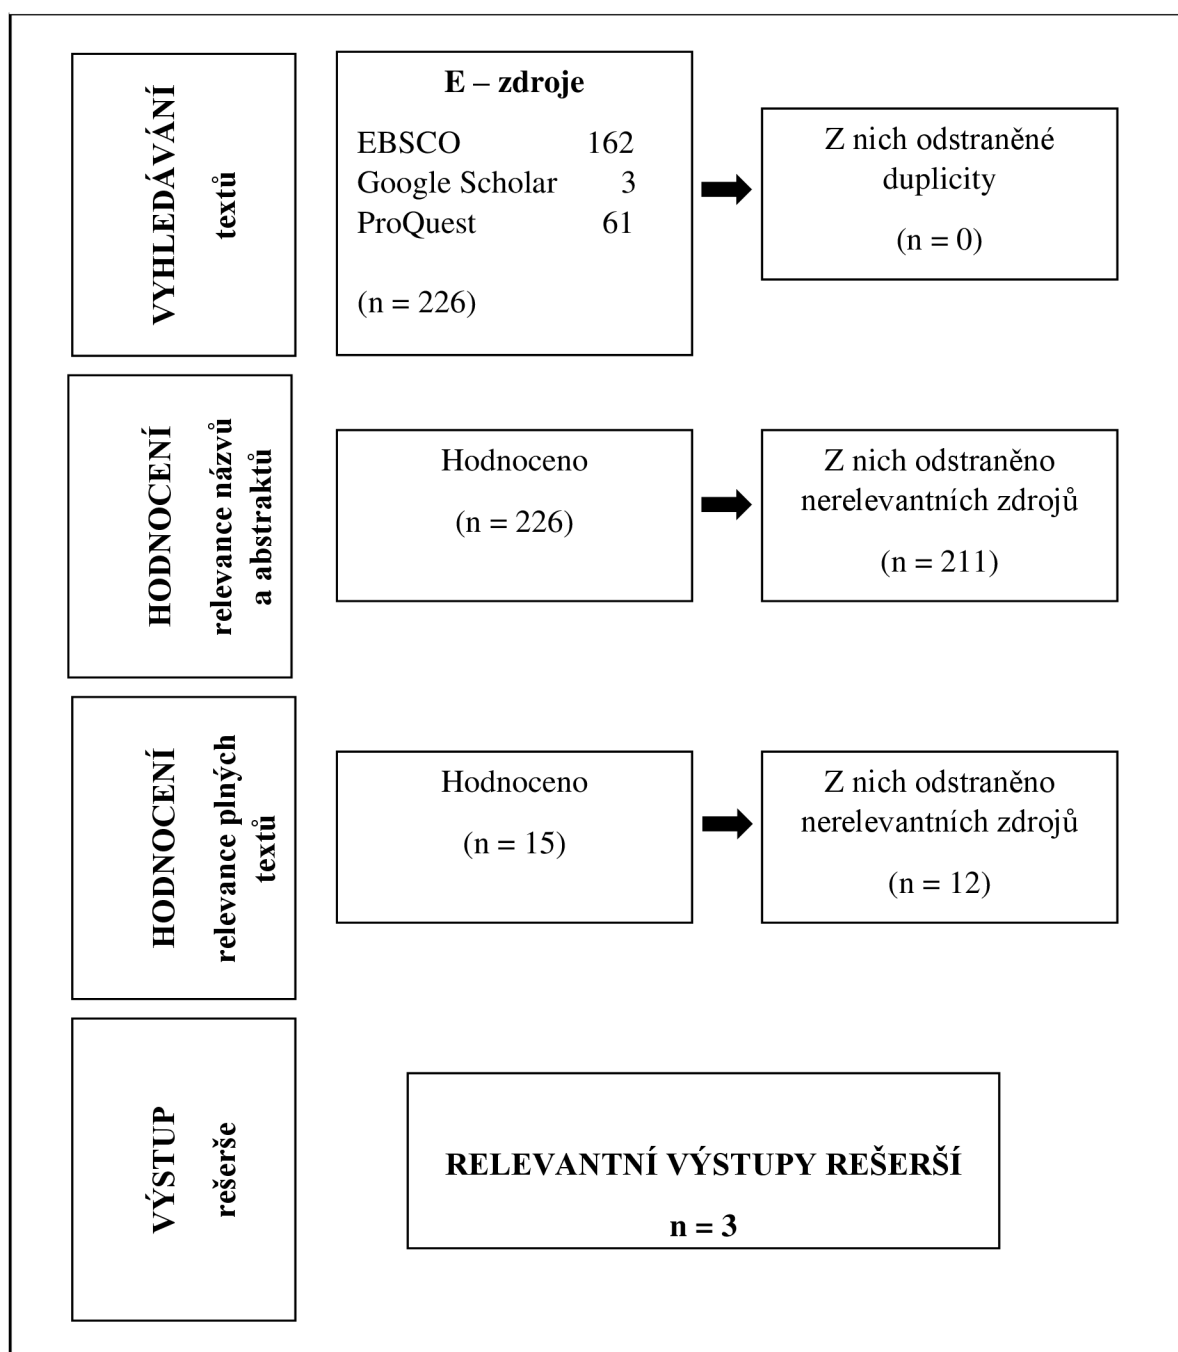 VYHLEDÁVÁNÍ
textů
E – zdroje
EBSCO 162
Google Scholar 3
ProQuest 61
(n = 226)
Z nich odstraněné
duplicity
(n = 0)
HODNOCENÍ
relevance názvů
a abstraktů
Hodnoceno
(n = 226)
Z nich odstraněno
nerelevantních zdrojů
(n = 211)
HODNOCENÍ
relevance plných
textů
Hodnoceno
(n = 15)
Z nich odstraněno
nerelevantních zdrojů
(n = 12)
VÝSTUP
rešerše
RELEVANTNÍ VÝSTUPY REŠERŠÍ
n = 3